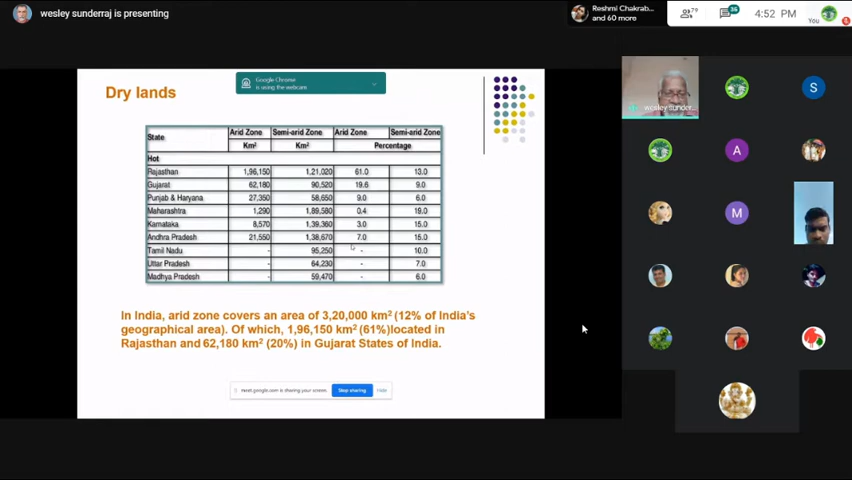 wesley sunderraj is presenting
Reshmi Chakrab...
and 60 more
79
36
4:52 PM
You
Dry lands
Google Chrome
is using the webcam
State
Arid Zone Semi-arid Zone Arid Zone Semi-arid Zone
Km² Km² Percentage
Hot
Rajasthan 1,96,150 1,21,020 61.0 13.0
Gujarat 62,180 90,520 19.6 9.0
Punjab & Haryana 27,350 58,650 9.0 6.0
Maharashtra 1,290 1,89,580 0.4 19.0
Karnataka 8,570 1,39,360 3.0 15.0
Andhra Pradesh 21,550 1,38,670 7.0 15.0
Tamil Nadu - 95,250 - 10.0
Uttar Pradesh - 64,230 - 7.0
Madhya Pradesh - 59,470 - 6.0
In India, arid zone covers an area of 3,20,000 km² (12% of India's
geographical area). Of which, 1,96,150 km² (61%)located in
Rajasthan and 62,180 km² (20%) in Gujarat States of India.
meet.google.com is sharing your screen.
Stop sharing
Hide
wesley sunder...
S
A
M